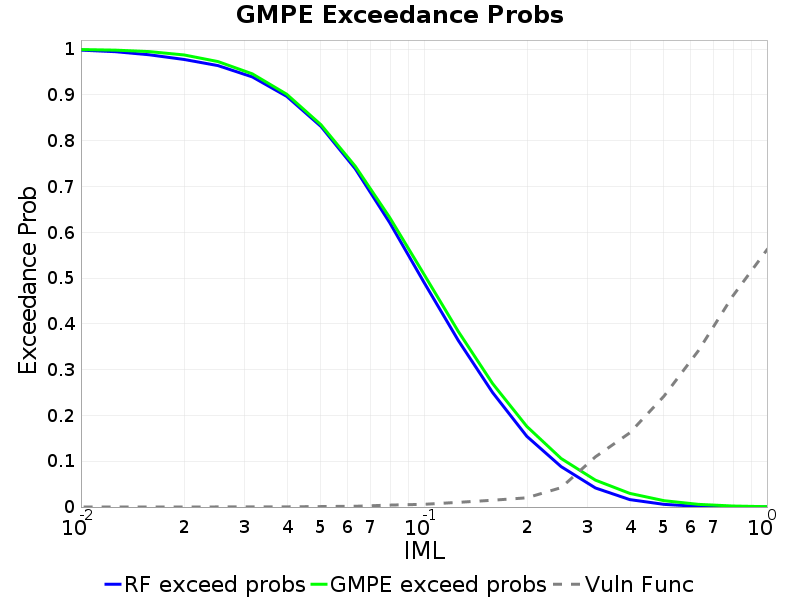 GMPE Exceedance Probs
Exceedance Prob
1
0.9
0.8
0.7
0.6
0.5
0.4
0.3
0.2
0.1
0
10^-2 2 3 4 5 6 7 10^-1 2 3 4 5 6 7 10^0
IML
RF exceed probs GMPE exceed probs Vuln Func